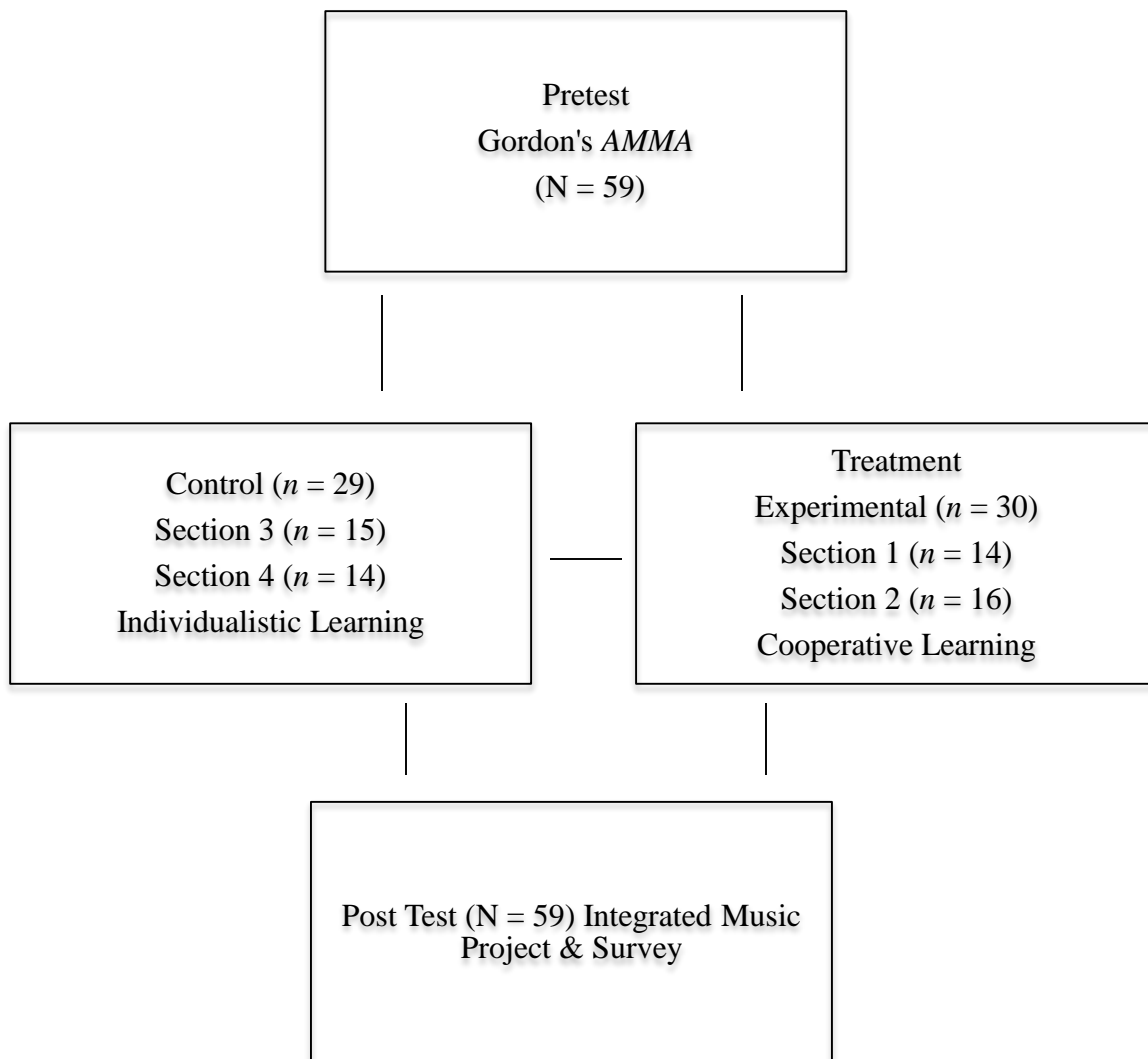 Pretest
Gordon's AMMA
(N = 59)
Control (n = 29)
Section 3 (n = 15)
Section 4 (n = 14)
Individualistic Learning
Treatment
Experimental (n = 30)
Section 1 (n = 14)
Section 2 (n = 16)
Cooperative Learning
Post Test (N = 59) Integrated Music
Project & Survey